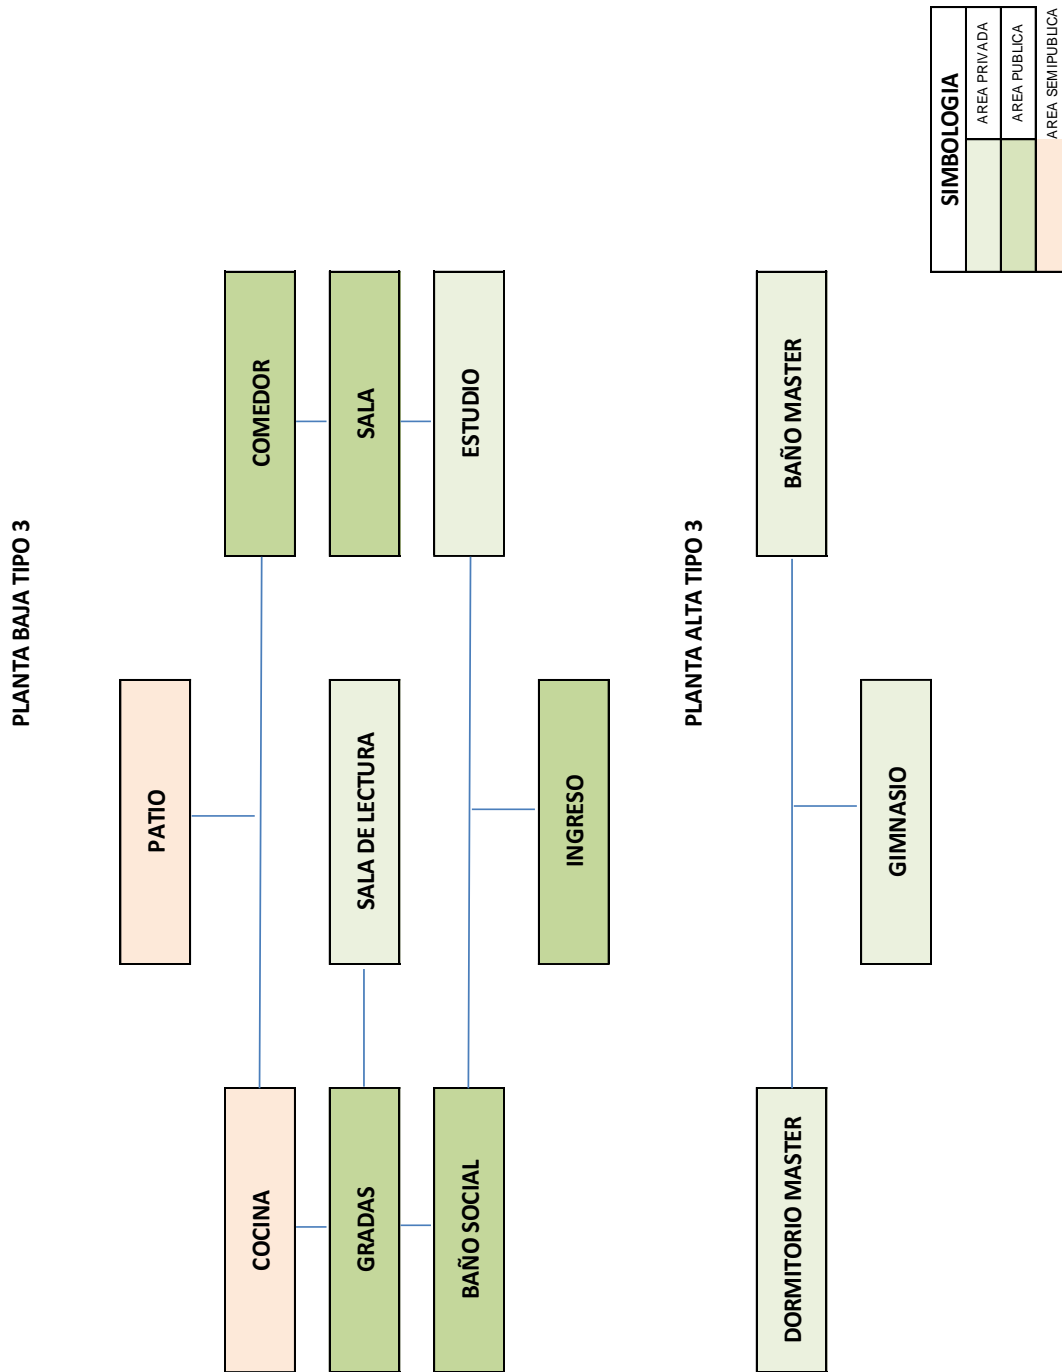 PLANTA BAJA TIPO 3
PATIO
COCINA
COMEDOR
GRADAS
SALA DE LECTURA
SALA
BAÑO SOCIAL
ESTUDIO
INGRESO
PLANTA ALTA TIPO 3
DORMITORIO MASTER
BAÑO MASTER
GIMNASIO
SIMBOLOGIA
AREA PRIVADA
AREA PUBLICA
AREA SEMIPUBLICA